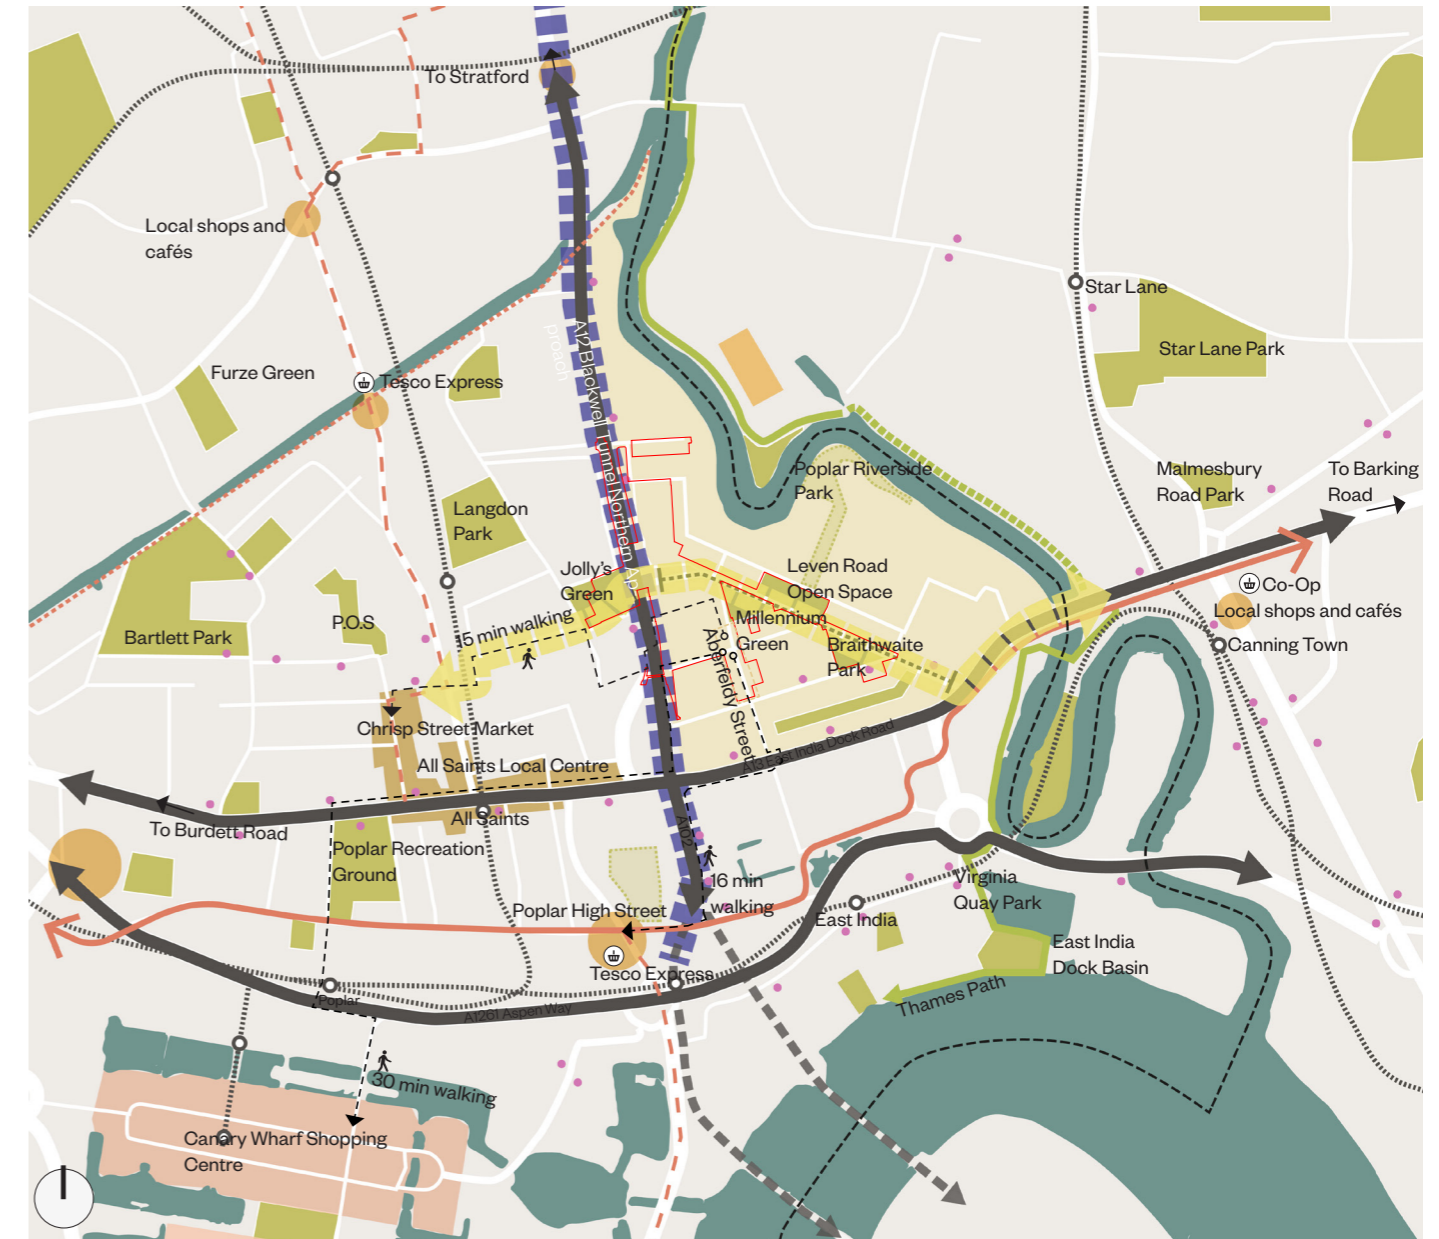 To Stratford
Local shops and
cafés
Star Lane
Star Lane Park
Furze Green
Tesco Express
A12 Blackwell Tunnel Northern Ap
proach
Poplar Riverside
Park
Malmesbury
Road Park
To Barking
Road
Langdon
Park
Jolly's
Green
Leven Road
Open Space
Co-Op
Local shops and cafés
Canning Town
P.O.S
Bartlett Park
15 min walking
Millennium
Green
Braithwaite
Park
Aberfeldy Street
Chrisp Street Market
All Saints Local Centre
A13 East India Dock Road
To Burdett Road
All Saints
A102
Poplar Recreation
Ground
16 min
walking
Virginia
Quay Park
Poplar High Street
East India
East India
Dock Basin
Tesco Express
Thames Path
Poplar
A1261 Aspen Way
30 min walking
Canary Wharf Shopping
Centre